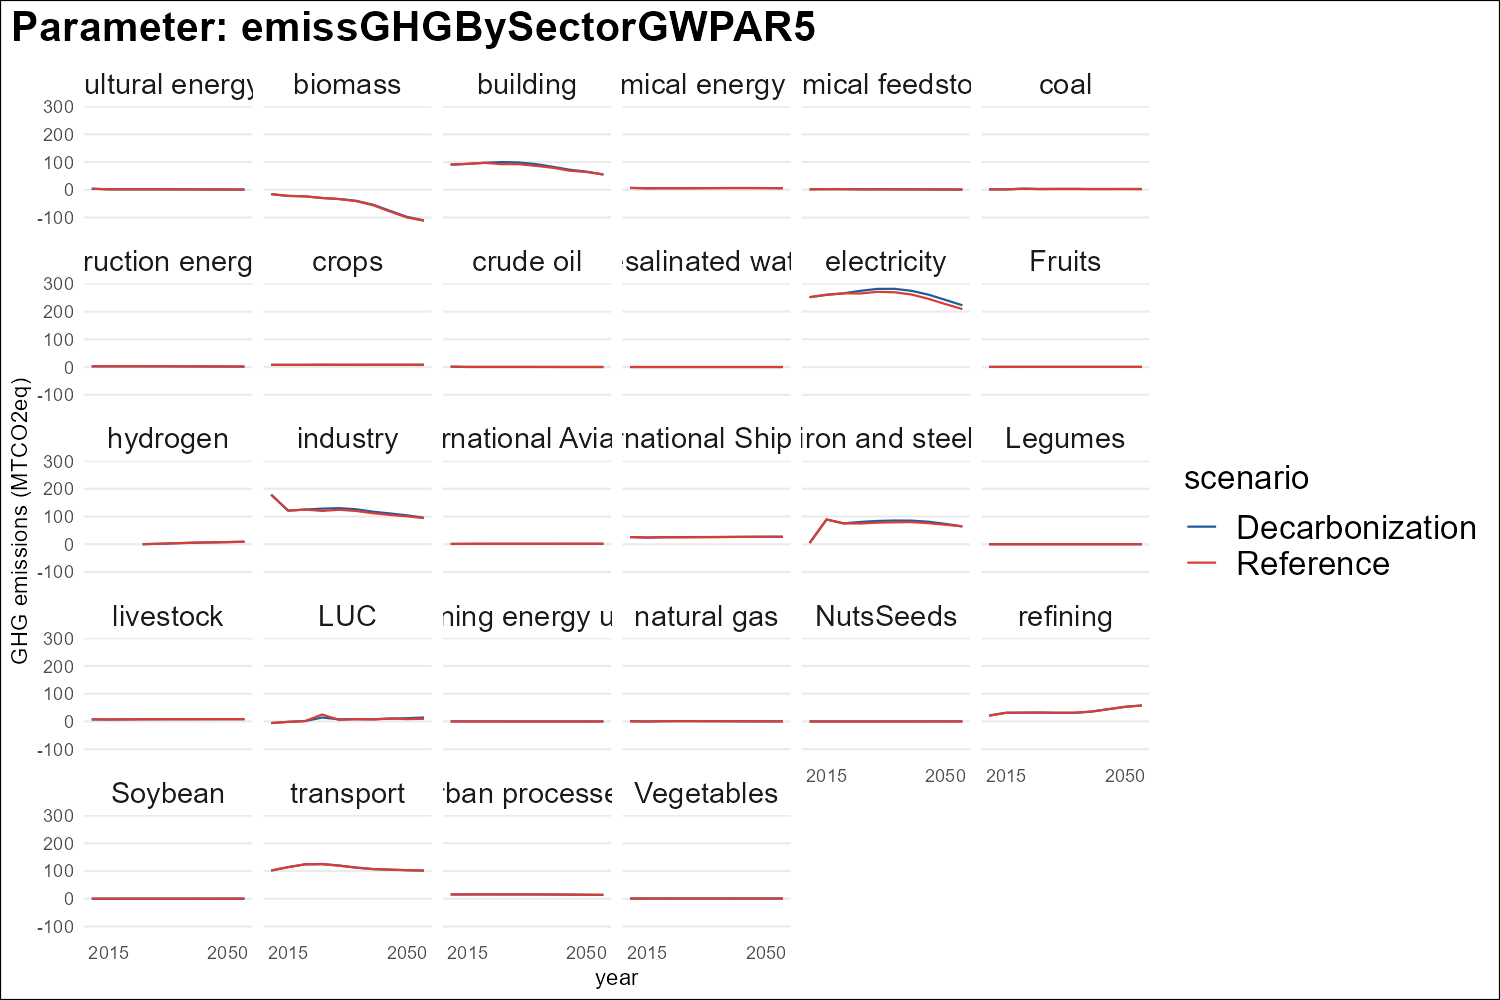 Parameter: emissGHGBySectorGWPAR5
ultural energy biomass building mical energy mical feedsto coal
300
200
100
0
-100
ruction energ crops crude oil esalinated wat electricity Fruits
300
200
100
0
-100
hydrogen industry rnational Avia rnational Ship iron and steel Legumes
300
200
100
0
-100
livestock LUC ning energy u natural gas NutsSeeds refining
300
200
100
0
-100
2015 2050 2015 2050
Soybean transport rban processe Vegetables
300
200
100
0
-100
2015 2050 2015 2050 2015 2050 2015 2050
year
GHG emissions (MTCO2eq)
scenario
Decarbonization
Reference